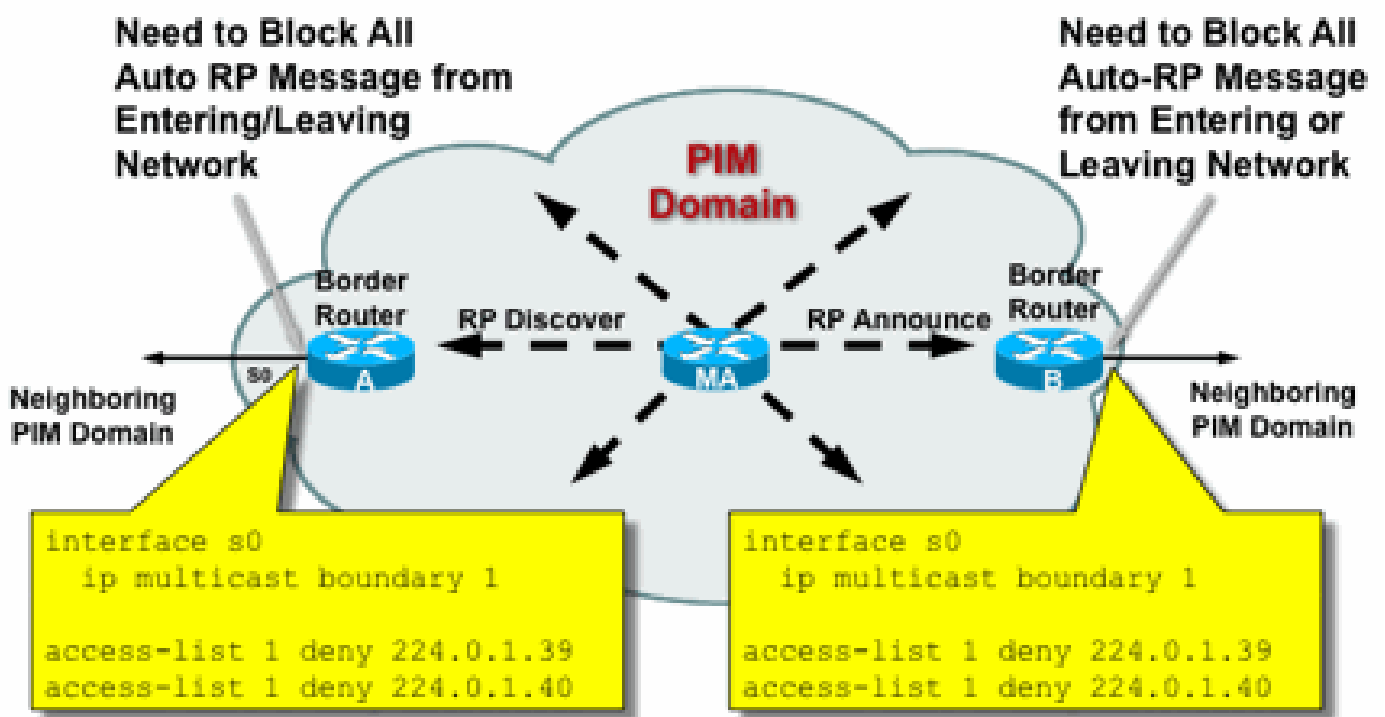 Need to Block All
Auto RP Message from
Entering/Leaving
Network
Need to Block All
Auto-RP Message
from Entering or
Leaving Network
PIM
Domain
Border
Router
RP Discover
RP Announce
Border
Router
S0
A
MA
B
Neighboring
PIM Domain
Neighboring
PIM Domain
interface s0
ip multicast boundary 1
access-list 1 deny 224.0.1.39
access-list 1 deny 224.0.1.40
interface s0
ip multicast boundary 1
access-list 1 deny 224.0.1.39
access-list 1 deny 224.0.1.40